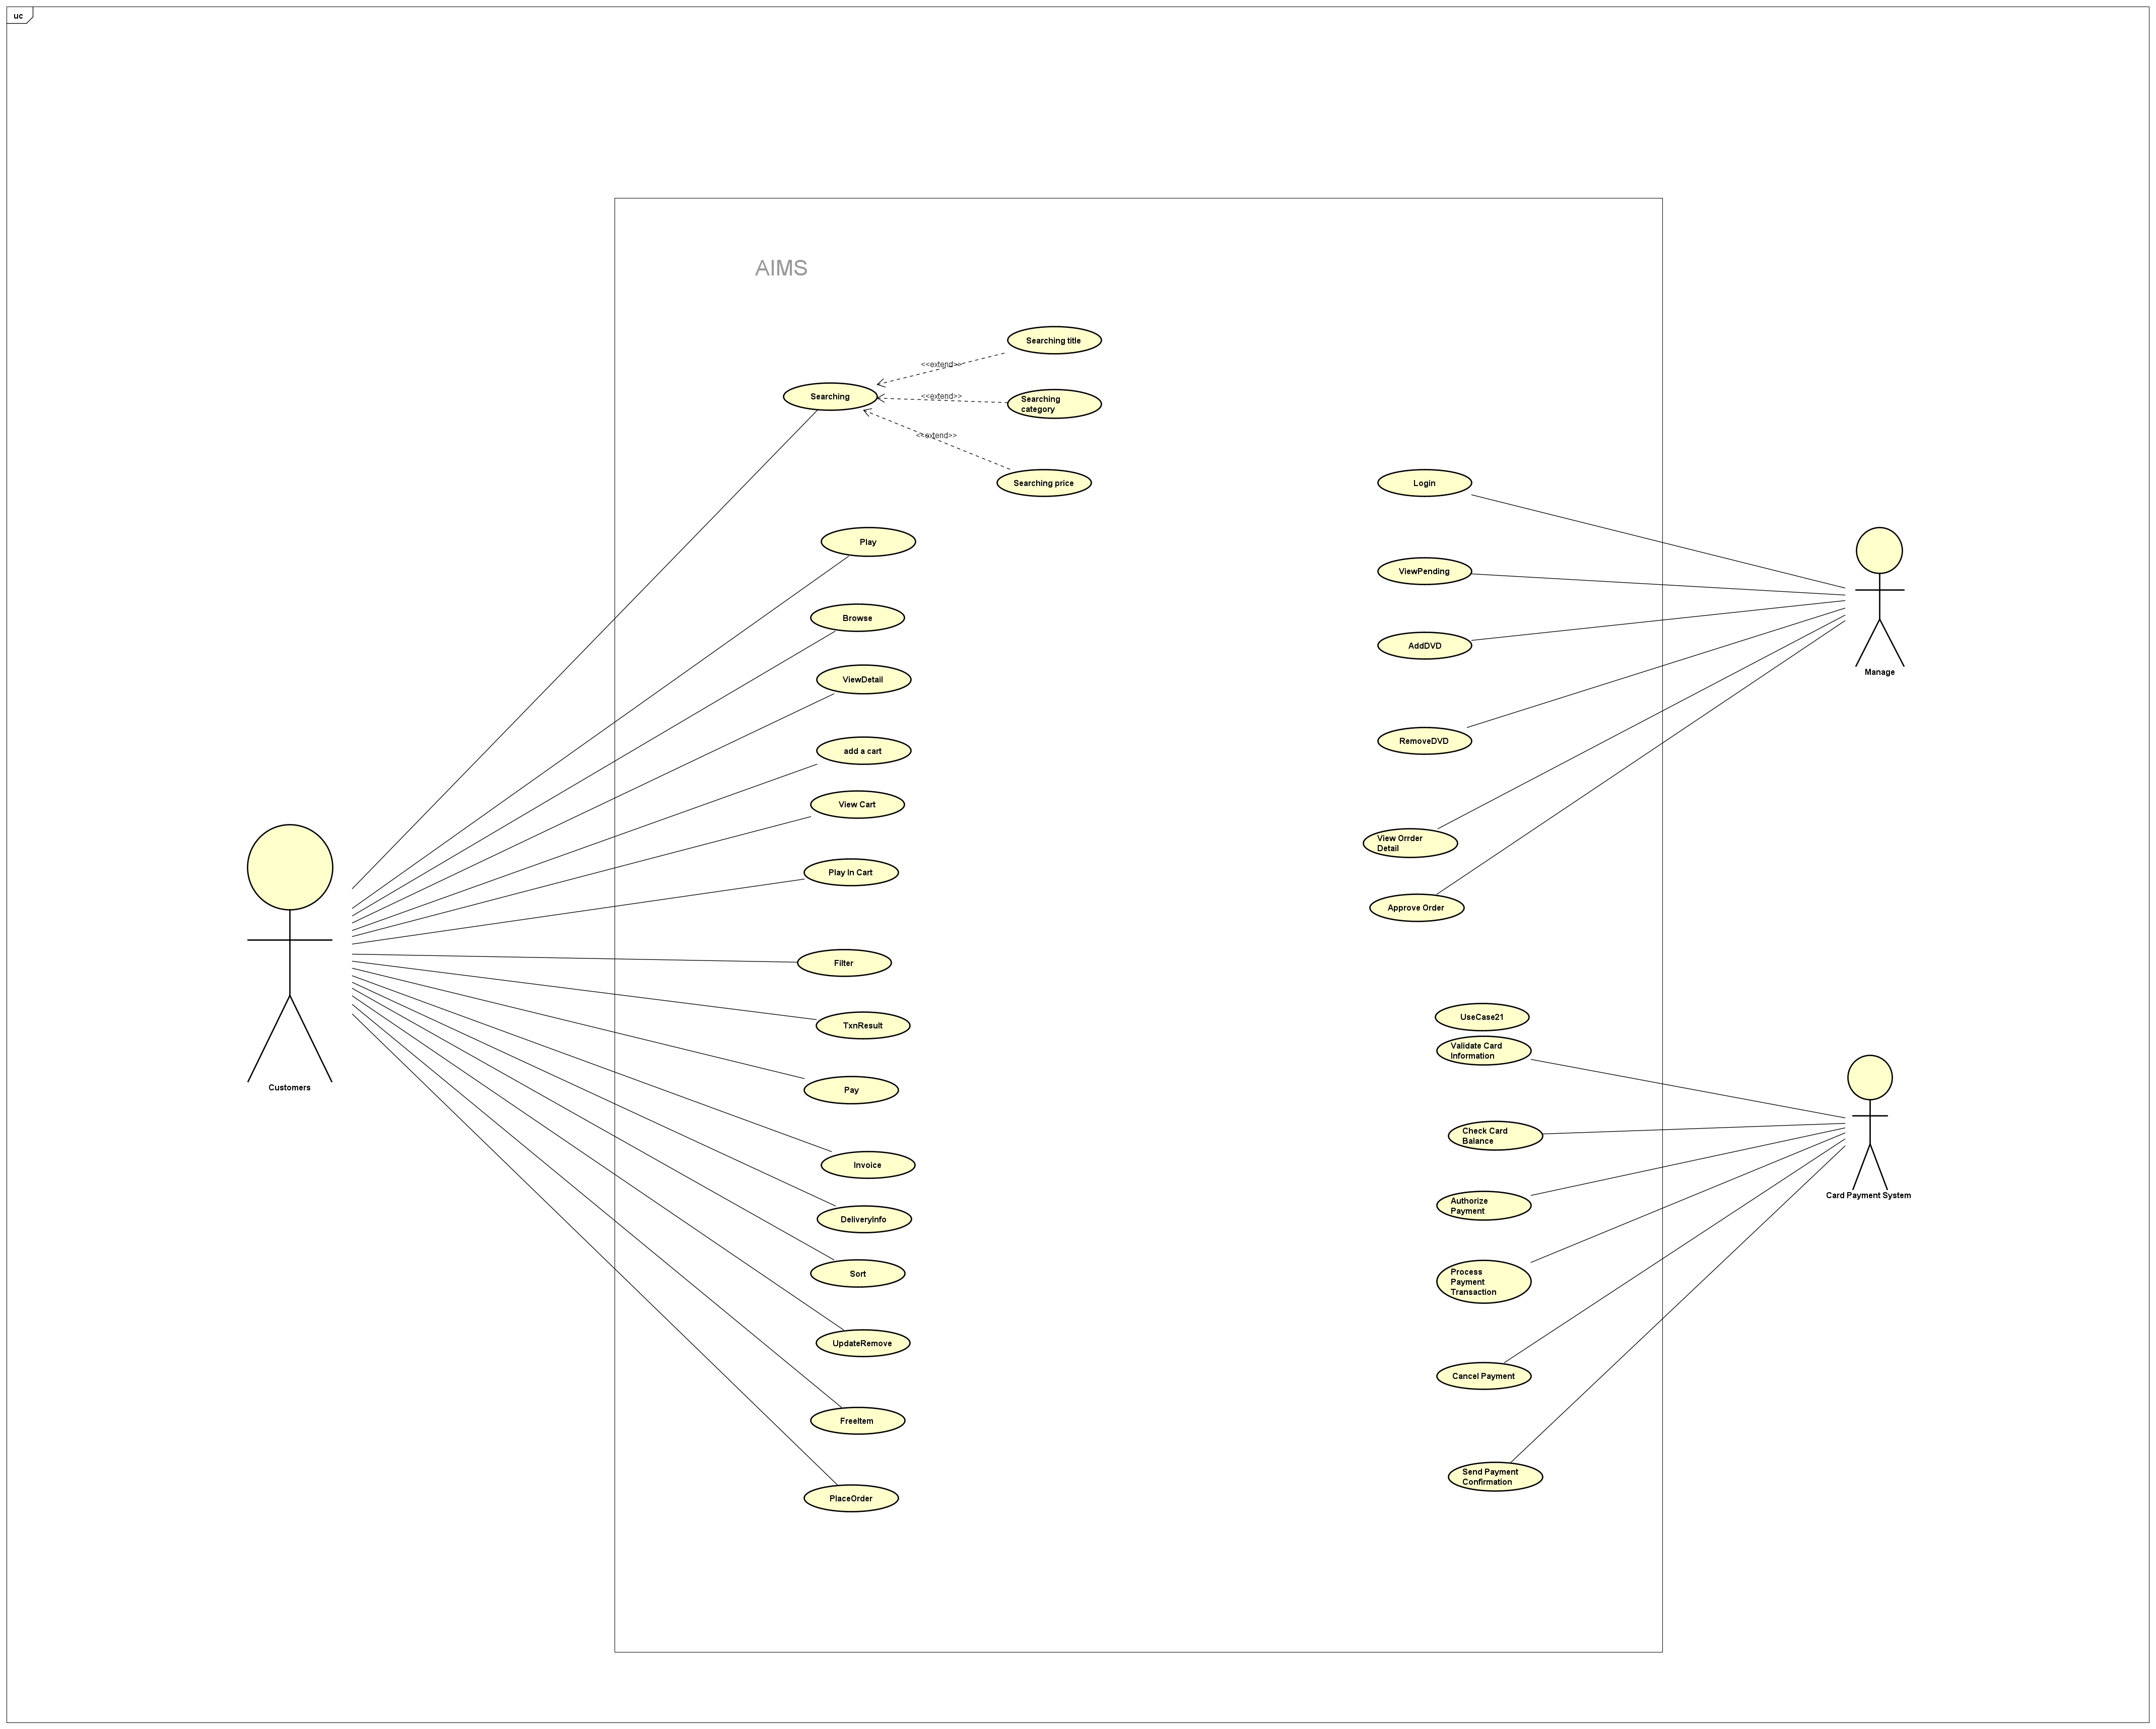 uc
AIMS
Searching title
<<extend>>
Searching
<<extend>>
Searching
category
<<extend>>
Searching price
Play
Browse
ViewDetail
add a cart
View Cart
Play In Cart
Filter
TxnResult
Pay
Invoice
DeliveryInfo
Sort
UpdateRemove
FreeItem
PlaceOrder
Customers
Login
ViewPending
AddDVD
RemoveDVD
View Orrder
Detail
Approve Order
Manage
UseCase21
Validate Card
Information
Check Card
Balance
Authorize
Payment
Process
Payment
Transaction
Cancel Payment
Send Payment
Confirmation
Card Payment System